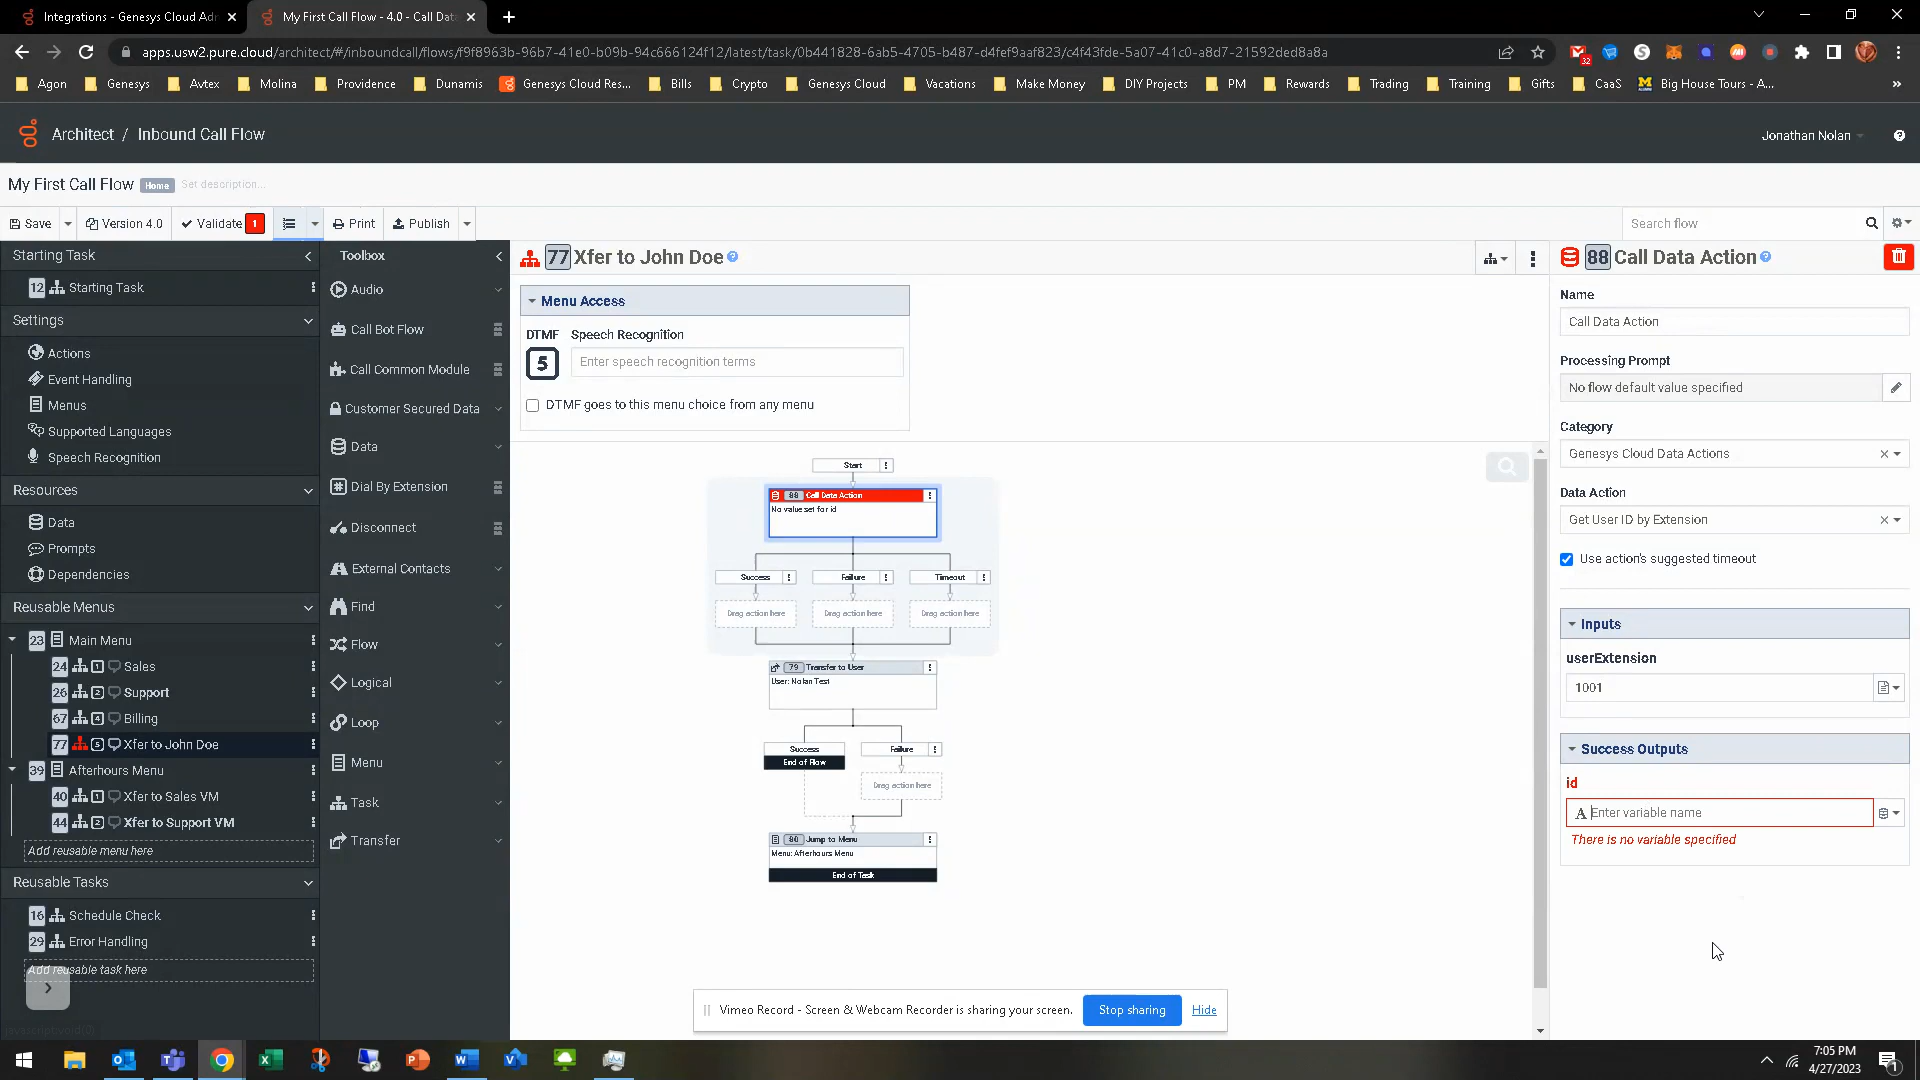 Integrations - Genesys Cloud Adr
My First Call Flow - 4.0 - Call Data
apps.usw2.pure.cloud/architect/#/inboundcall/flows/f9f8963b-96b7-41e0-b09b-94c666124f12/latest/task/0b441828-6ab5-4705-b487-d4fef9aaf823/c4f43fde-5a07-41c0-a8d7-21592ded8a8a
32
Agon
Genesys
Avtex
Molina
Providence
Dunamis
Genesys Cloud Res...
Bills
Crypto
Genesys Cloud
Vacations
Make Money
DIY Projects
PM
Rewards
Trading
Training
Gifts
CaaS
Big House Tours - A...
Architect / Inbound Call Flow
Jonathan Nolan
My First Call Flow Home Set description...
Save
Version 4.0
Validate 1
Print
Publish
Search flow
Starting Task
12 Starting Task
Settings
Actions
Event Handling
Menus
Supported Languages
Speech Recognition
Resources
Data
Prompts
Dependencies
Reusable Menus
23 Main Menu
24 1 Sales
26 2 Support
67 4 Billing
77 5 Xfer to John Doe
39 Afterhours Menu
40 1 Xfer to Sales VM
44 2 Xfer to Support VM
Add reusable menu here
Reusable Tasks
16 Schedule Check
29 Error Handling
Add reusable task here
javascript:void(0)
Toolbox
Audio
Call Bot Flow
Call Common Module
Customer Secured Data
Data
Dial By Extension
Disconnect
External Contacts
Find
Flow
Logical
Loop
Menu
Task
Transfer
77 Xfer to John Doe
Menu Access
DTMF Speech Recognition
5 Enter speech recognition terms
DTMF goes to this menu choice from any menu
Start
88 Call Data Action
No value set for id
Success Failure Timeout
Drag action here Drag action here Drag action here
79 Transfer to User
User: Nolan Test
Success Failure
End of Flow
Drag action here
80 Jump to Menu
Menu: Afterhours Menu
End of Task
88 Call Data Action
Name
Call Data Action
Processing Prompt
No flow default value specified
Category
Genesys Cloud Data Actions
Data Action
Get User ID by Extension
Use action's suggested timeout
Inputs
userExtension
1001
Success Outputs
id
A Enter variable name
There is no variable specified
Vimeo Record - Screen & Webcam Recorder is sharing your screen. Stop sharing Hide
7:05 PM
4/27/2023
1